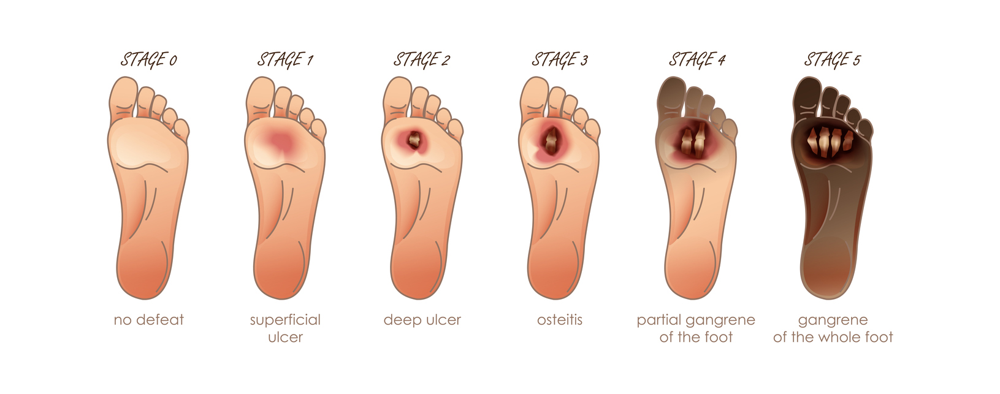 STAGE 0
STAGE 1
STAGE 2
STAGE 3
STAGE 4
STAGE 5
no defeat
superficial
ulcer
deep ulcer
osteitis
partial gangrene
of the foot
gangrene
of the whole foot